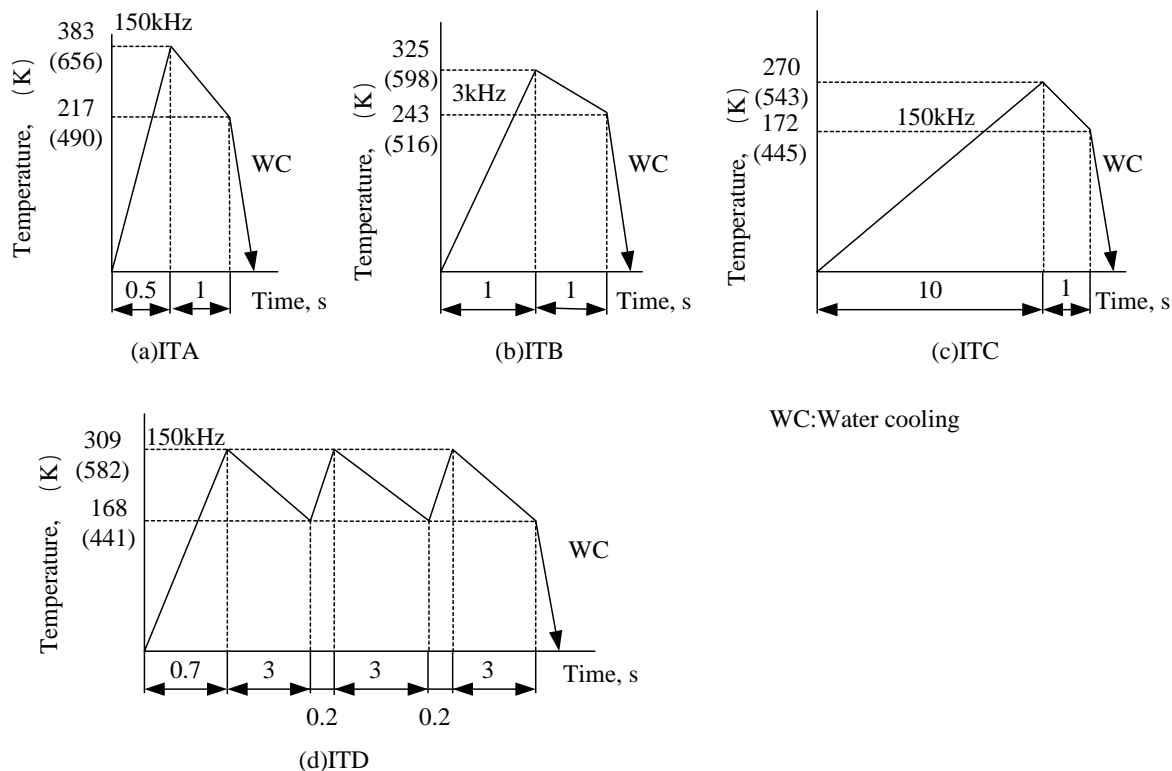 383
(656)
217
(490)
150kHz
Temperature, (K)
WC
0.5
1
Time, s
(a)ITA
325
(598)
243
(516)
3kHz
Temperature, (K)
WC
1
1
Time, s
(b)ITB
270
(543)
172
(445)
150kHz
Temperature, (K)
WC
10
1
Time, s
(c)ITC
WC:Water cooling
309
(582)
168
(441)
150kHz
Temperature, (K)
WC
0.7
3
3
3
Time, s
0.2
0.2
(d)ITD